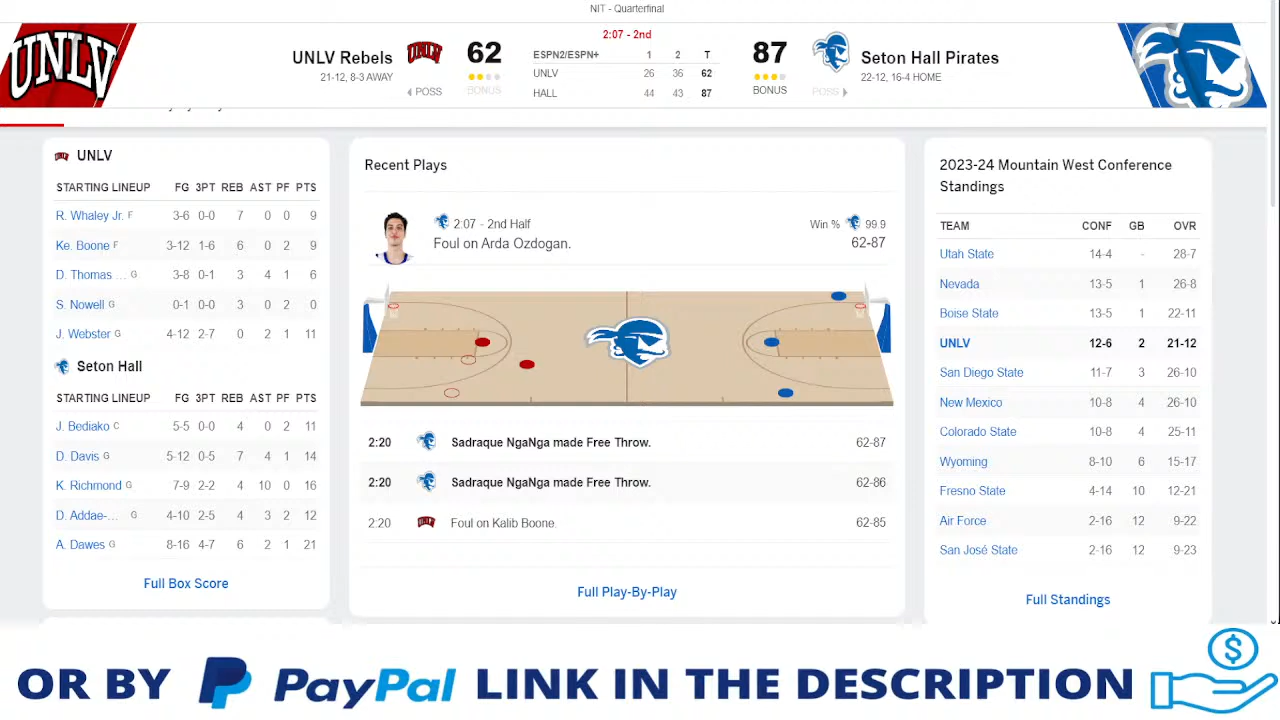 NIT - Quarterfinal
UNLV
UNLV Rebels
21-12, 8-3 AWAY
UNLV
62
POSS
BONUS
2:07 - 2nd
ESPN2/ESPN+ 1 2 T
UNLV 26 36 62
HALL 44 43 87
87
BONUS
POSS
Seton Hall Pirates
22-12, 16-4 HOME
UNLV
STARTING LINEUP FG 3PT REB AST PF PTS
R. Whaley Jr. F 3-6 0-0 7 0 0 9
Ke. Boone F 3-12 1-6 6 0 2 9
D. Thomas ... G 3-8 0-1 3 4 1 6
S. Nowell G 0-1 0-0 3 0 2 0
J. Webster G 4-12 2-7 0 2 1 11
Seton Hall
STARTING LINEUP FG 3PT REB AST PF PTS
J. Bediako C 5-5 0-0 4 0 2 11
D. Davis G 5-12 0-5 7 4 1 14
K. Richmond G 7-9 2-2 4 10 0 16
D. Addae-... G 4-10 2-5 4 3 2 12
A. Dawes G 8-16 4-7 6 2 1 21
Full Box Score
Recent Plays
2:07 - 2nd Half
Foul on Arda Ozdogan.
Win % 99.9
62-87
2:20 Sadraque NgaNga made Free Throw. 62-87
2:20 Sadraque NgaNga made Free Throw. 62-86
2:20 Foul on Kalib Boone. 62-85
Full Play-By-Play
2023-24 Mountain West Conference
Standings
TEAM CONF GB OVR
Utah State 14-4 - 28-7
Nevada 13-5 1 26-8
Boise State 13-5 1 22-11
UNLV 12-6 2 21-12
San Diego State 11-7 3 26-10
New Mexico 10-8 4 26-10
Colorado State 10-8 4 25-11
Wyoming 8-10 6 15-17
Fresno State 4-14 10 12-21
Air Force 2-16 12 9-22
San José State 2-16 12 9-23
Full Standings
OR BY PayPal LINK IN THE DESCRIPTION